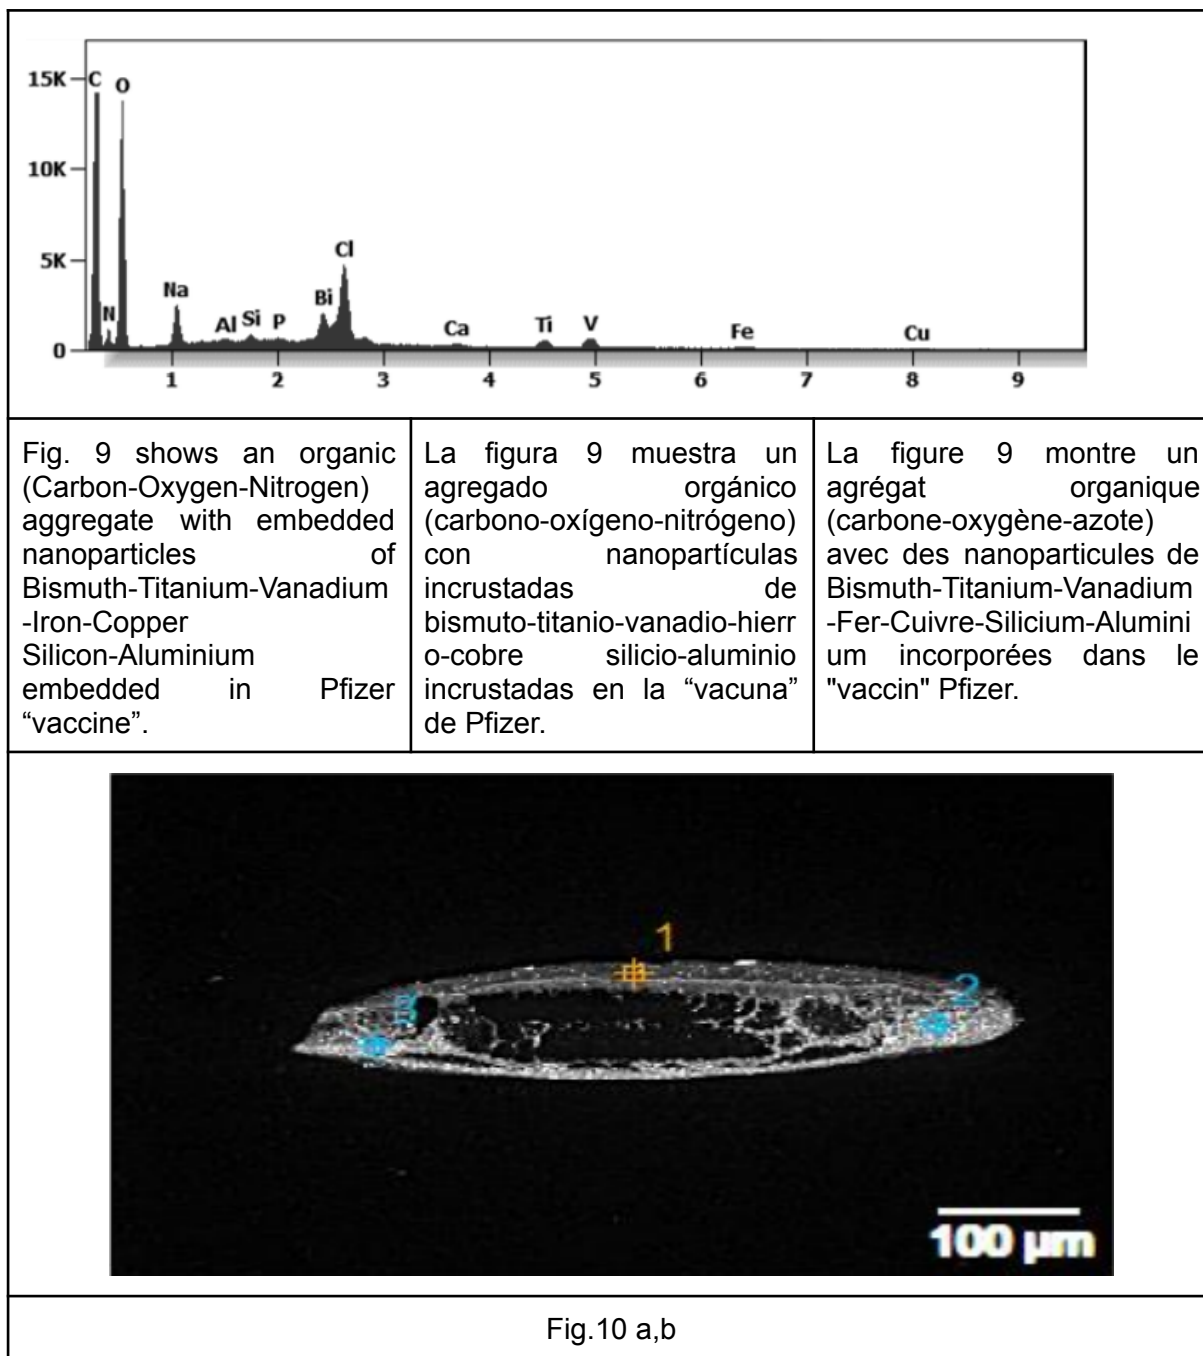 15K
C
O
10K
5K
Cl
Na
Bi
N
Al Si P
Ca
Ti
V
Fe
Cu
0
1 2 3 4 5 6 7 8 9
Fig. 9 shows an organic
(Carbon-Oxygen-Nitrogen)
aggregate with embedded
nanoparticles of
Bismuth-Titanium-Vanadium
-Iron-Copper
Silicon-Aluminium
embedded in Pfizer
“vaccine”.
La figura 9 muestra un
agregado orgánico
(carbono-oxígeno-nitrógeno)
con nanopartículas
incrustadas de
bismuto-titanio-vanadio-hierr
o-cobre silicio-aluminio
incrustadas en la “vacuna”
de Pfizer.
La figure 9 montre un
agrégat organique
(carbone-oxygène-azote)
avec des nanoparticules de
Bismuth-Titanium-Vanadium
-Fer-Cuivre-Silicium-Alumini
um incorporées dans le
"vaccin" Pfizer.
1
2
3
100 µm
Fig.10 a,b